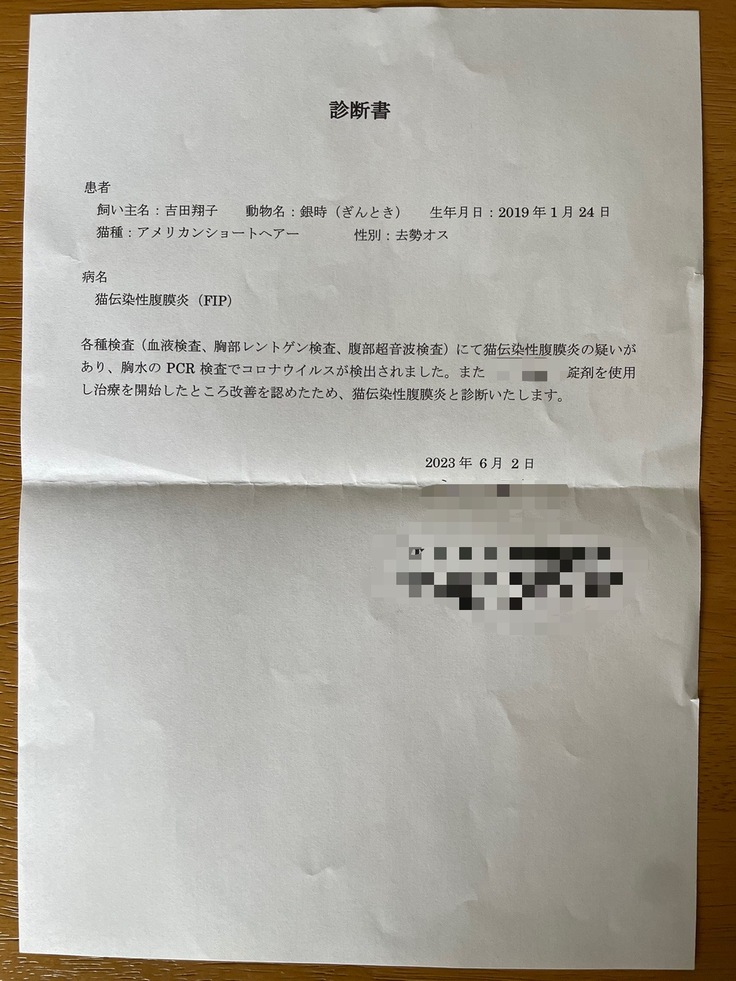 診断書
患者
飼い主名：吉田翔子　動物名：銀時（ぎんとき）　生年月日：2019年1月24日
猫種：アメリカンショートヘアー　性別：去勢オス
病名
猫伝染性腹膜炎（FIP）
各種検査（血液検査、胸部レントゲン検査、腹部超音波検査）にて猫伝染性腹膜炎の疑いが
あり、胸水の PCR 検査でコロナウイルスが検出されました。また　錠剤を使用
し治療を開始したところ改善を認めたため、猫伝染性腹膜炎と診断いたします。
2023年 6月 2日